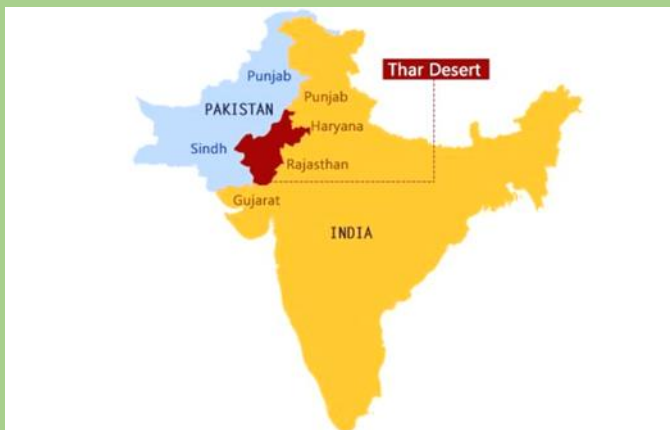 Punjab
Thar Desert
Punjab
PAKISTAN
Haryana
Sindh
Rajasthan
Gujarat
INDIA